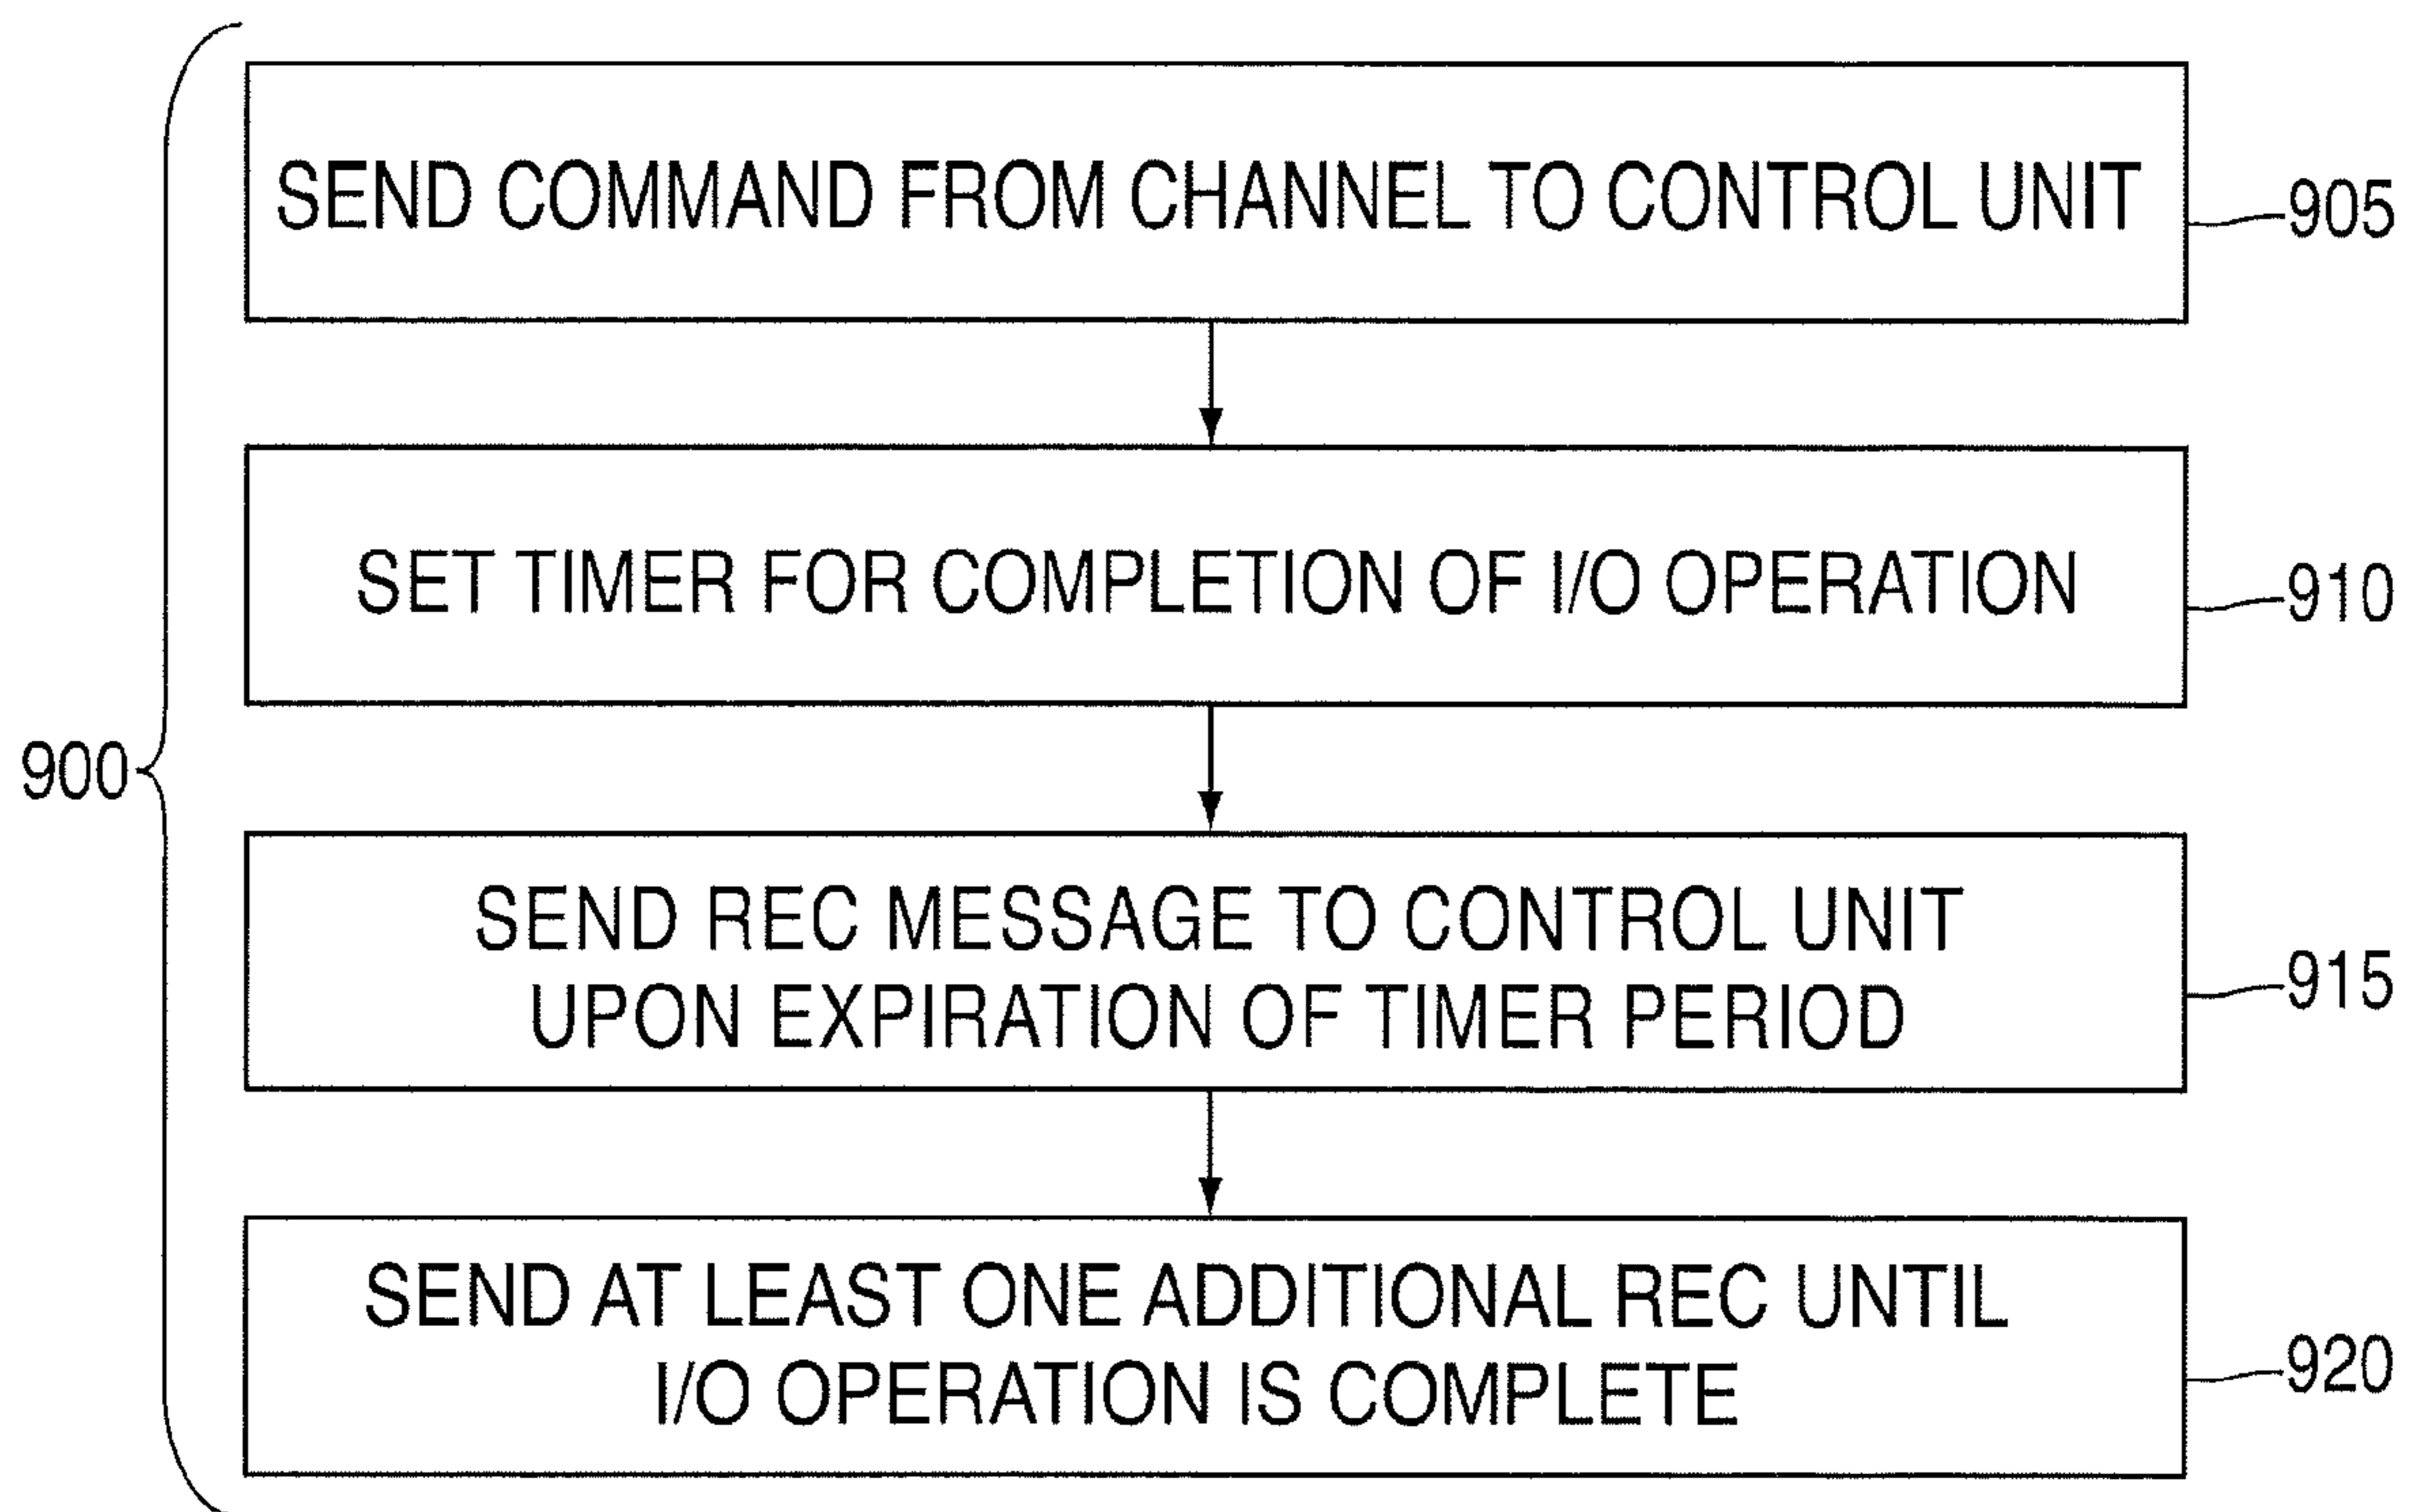 SEND COMMAND FROM CHANNEL TO CONTROL UNIT
905
SET TIMER FOR COMPLETION OF I/O OPERATION
910
900
SEND REC MESSAGE TO CONTROL UNIT
UPON EXPIRATION OF TIMER PERIOD
915
SEND AT LEAST ONE ADDITIONAL REC UNTIL
I/O OPERATION IS COMPLETE
920